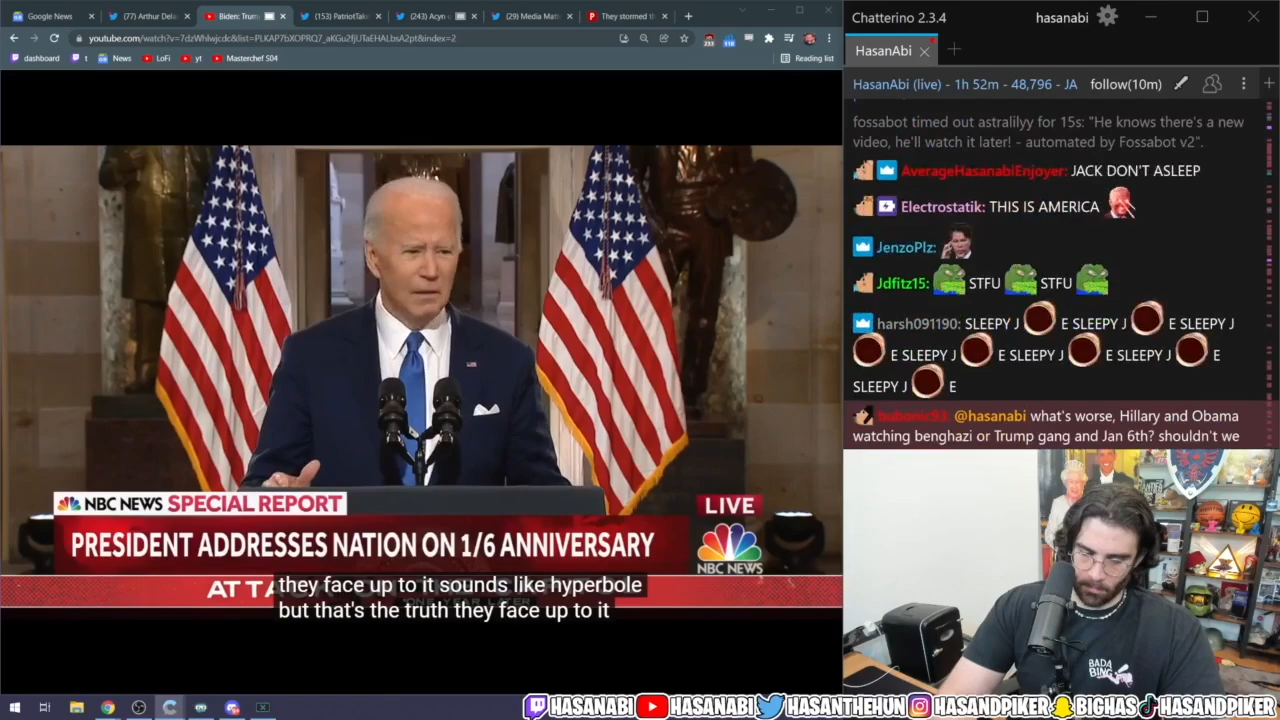 Google News
(77) Arthur Dela
Biden: Trum
(153) PatriotTake
(243) Acyn
(29) Media Matt
They stormed th
youtube.com/watch?v=7dzWhlwjcdc&list=PLKAP7bXOPRQ7_aKGu2fjUTaEHALbsA2pt&index=2
dashboard
t
News
LoFi
yt
Masterchef S04
Reading list
Chatterino 2.3.4
hasanabi
HasanAbi
HasanAbi (live) - 1h 52m - 48,796 - JA
follow(10m)
fossabot timed out astralilyy for 15s: "He knows there's a new
video, he'll watch it later! - automated by Fossabot v2".
AverageHasanabiEnjoyer: JACK DON'T ASLEEP
Electrostatik: THIS IS AMERICA
JenzoPlz:
Jdfitz15: STFU STFU
harsh091190: SLEEPY J E SLEEPY J E SLEEPY J
E SLEEPY J E SLEEPY J E SLEEPY J E
SLEEPY J E
bubonic93: @hasanabi what's worse, Hillary and Obama
watching benghazi or Trump gang and Jan 6th? shouldn't we
NBC NEWS SPECIAL REPORT
LIVE
PRESIDENT ADDRESSES NATION ON 1/6 ANNIVERSARY
NBC NEWS
they face up to it sounds like hyperbole
but that's the truth they face up to it
BADA
BING
HASANABI HASANABI HASANTHEHUN HASANDPIKER BIGHAS HASANDPIKER